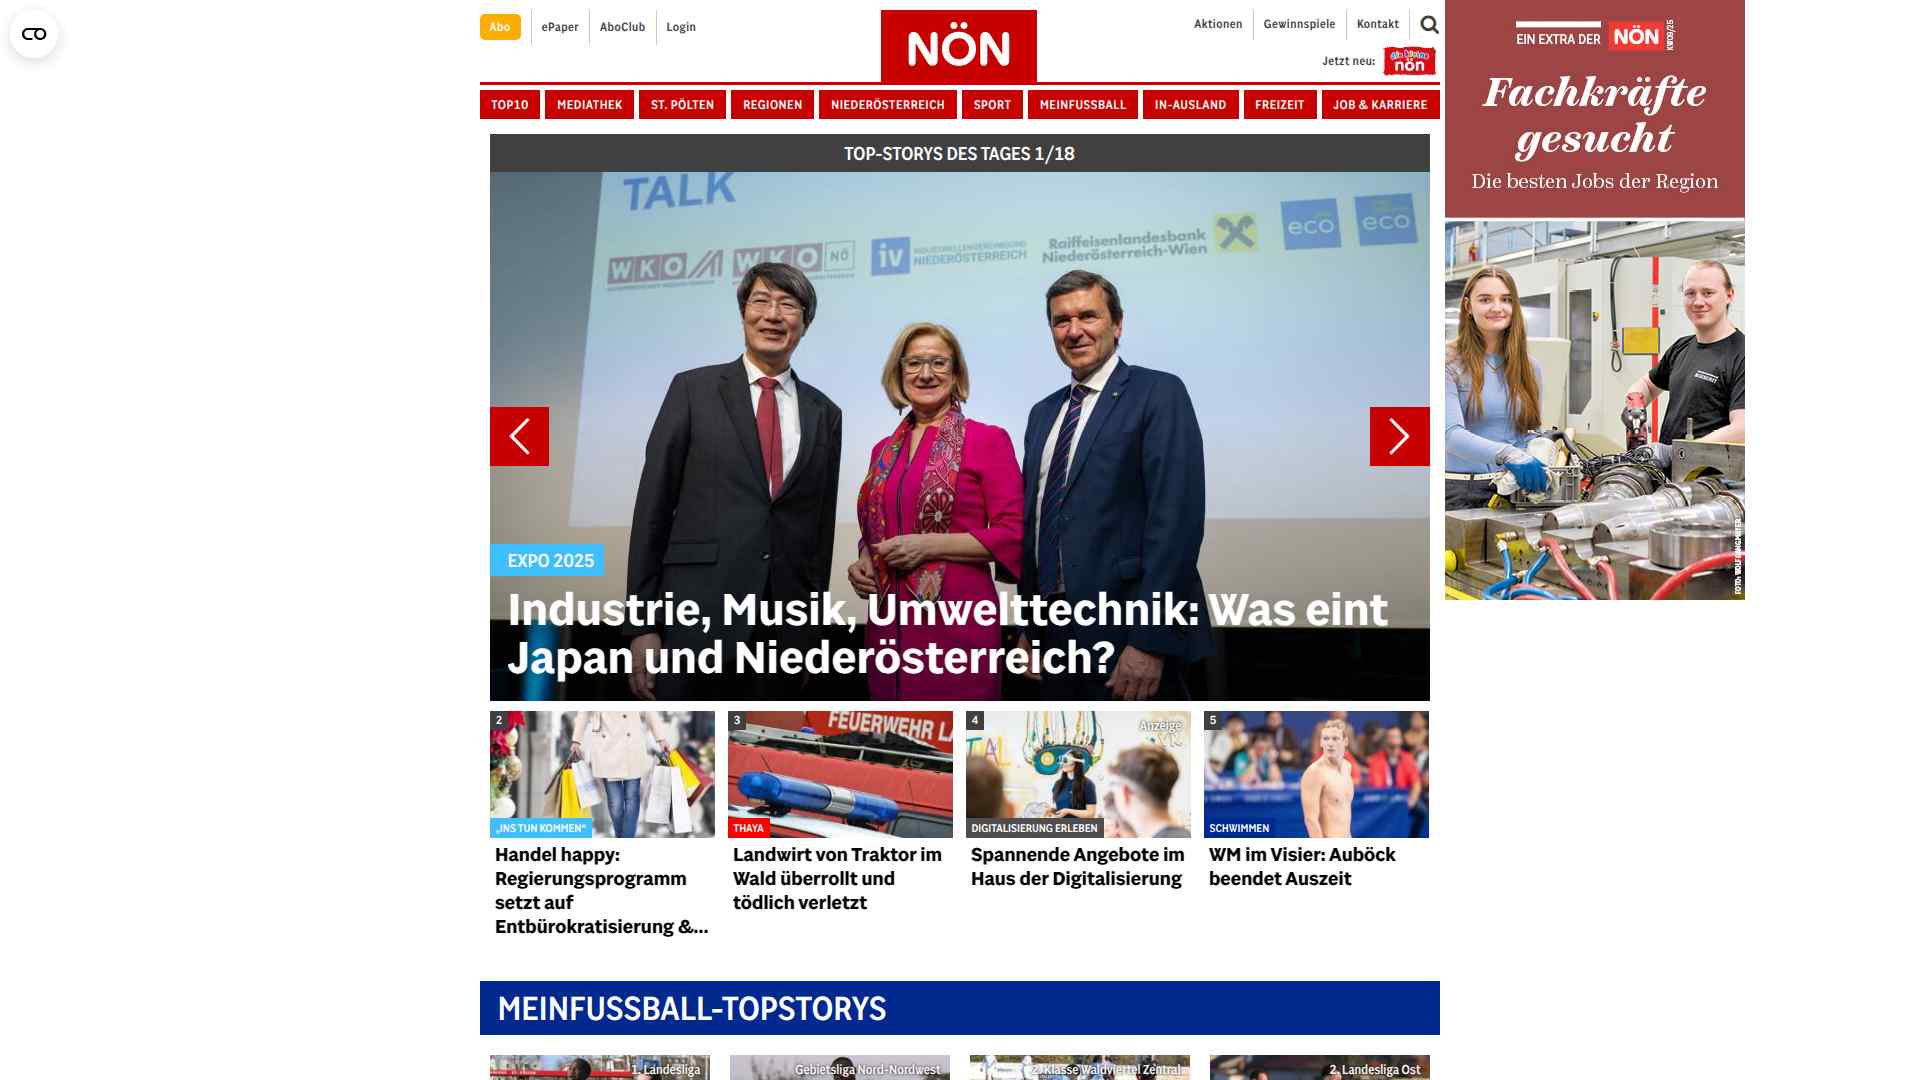 Abo
ePaper
AboClub
Login
NÖN
Aktionen
Gewinnspiele
Kontakt
Jetzt neu:
die kleine
nön
TOP10
MEDIATHEK
ST. PÖLTEN
REGIONEN
NIEDERÖSTERREICH
SPORT
MEINFUSSBALL
IN-AUSLAND
FREIZEIT
JOB & KARRIERE
TOP-STORYS DES TAGES 1/18
TALK
WKO
WKO NÖ
iv INDUSTRIELLENVEREINIGUNG
NIEDERÖSTERREICH
Raiffeisenlandesbank
Niederösterreich-Wien
eco
eco
EXPO 2025
Industrie, Musik, Umwelttechnik: Was eint
Japan und Niederösterreich?
2
„INS TUN KOMMEN“
Handel happy:
Regierungsprogramm
setzt auf
Entbürokratisierung &...
3
FEUERWEHR LA
THAYA
Landwirt von Traktor im
Wald überrollt und
tödlich verletzt
4
Anzeige
DIGITALISIERUNG ERLEBEN
Spannende Angebote im
Haus der Digitalisierung
5
SCHWIMMEN
WM im Visier: Auböck
beendet Auszeit
MEINFUSSBALL-TOPSTORYS
1. Landesliga
Gebietsliga Nord-Nordwest
2. Klasse Waldviertel Zentral
2. Landesliga Ost
EIN EXTRA DER NÖN
KW09/25
Fachkräfte
gesucht
Die besten Jobs der Region